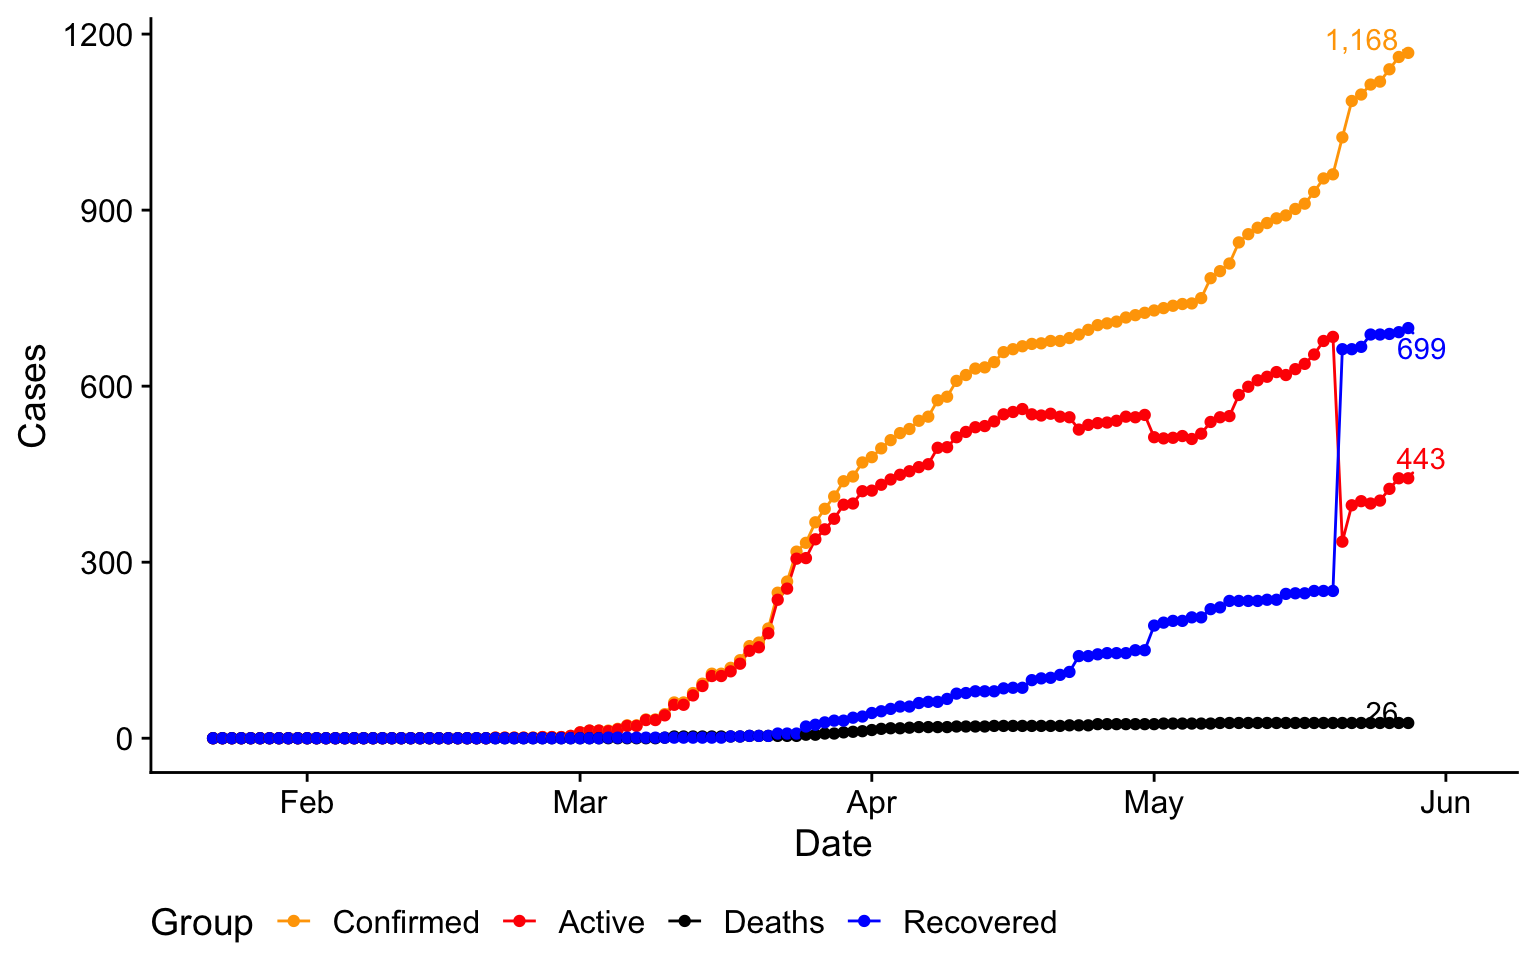 1200
1,168
900
699
600
443
300
26
0
Cases
Feb Mar Apr May Jun
Date
Group Confirmed Active Deaths Recovered